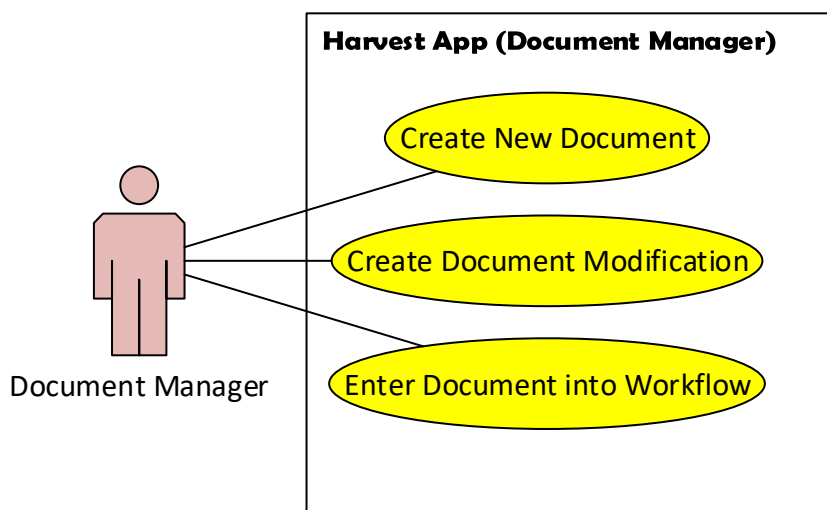 Harvest App (Document Manager)
Create New Document
Create Document Modification
Enter Document into Workflow
Document Manager